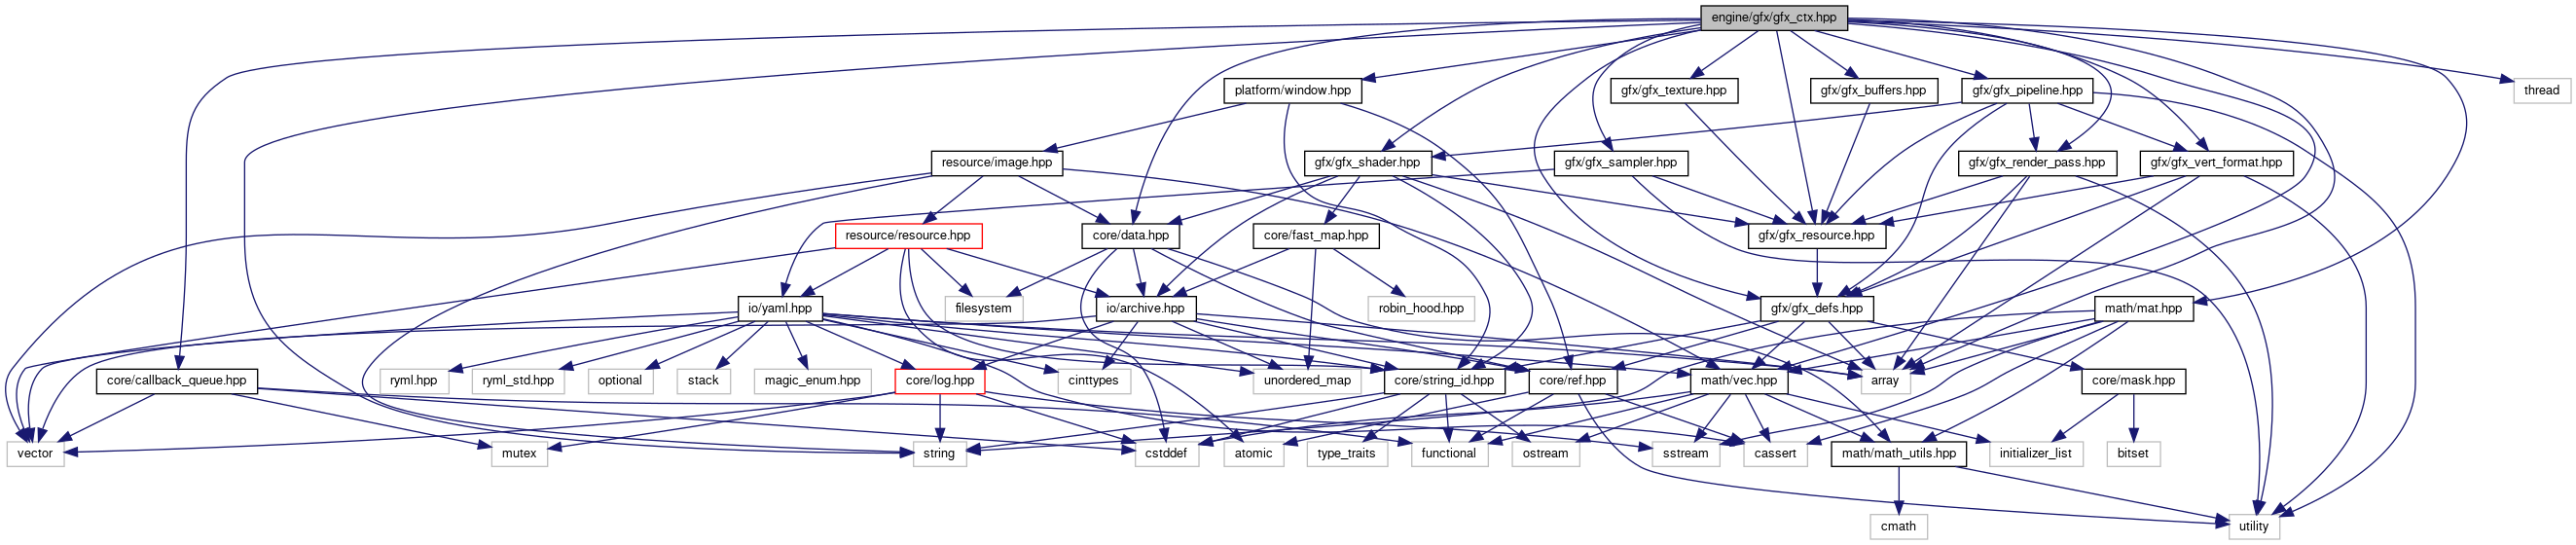 engine/gfx/gfx_ctx.hpp
platform/window.hpp
gfx/gfx_texture.hpp
gfx/gfx_buffers.hpp
gfx/gfx_pipeline.hpp
thread
resource/image.hpp
gfx/gfx_shader.hpp
gfx/gfx_sampler.hpp
gfx/gfx_render_pass.hpp
gfx/gfx_vert_format.hpp
resource/resource.hpp
core/data.hpp
core/fast_map.hpp
gfx/gfx_resource.hpp
io/yaml.hpp
filesystem
io/archive.hpp
robin_hood.hpp
gfx/gfx_defs.hpp
math/mat.hpp
core/callback_queue.hpp
ryml.hpp
ryml_std.hpp
optional
stack
magic_enum.hpp
core/log.hpp
cinttypes
unordered_map
core/string_id.hpp
core/ref.hpp
math/vec.hpp
array
core/mask.hpp
vector
mutex
string
cstddef
atomic
type_traits
functional
ostream
sstream
cassert
math/math_utils.hpp
initializer_list
bitset
cmath
utility